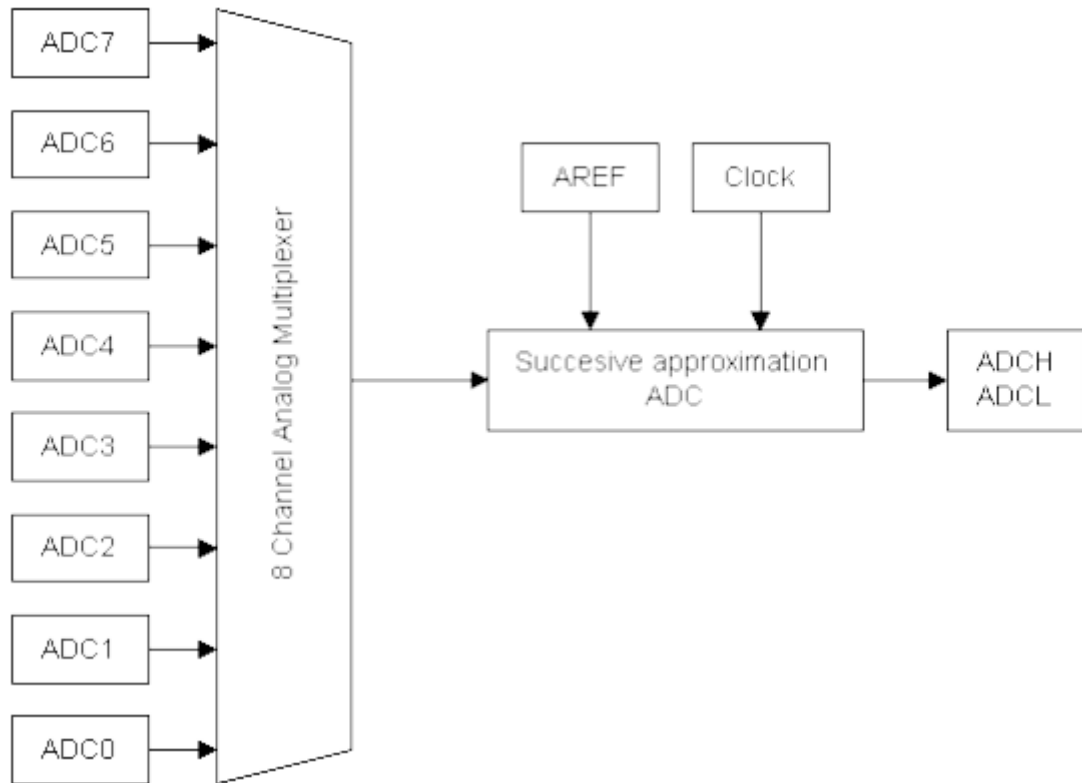 ADC7
ADC6
ADC5
ADC4
ADC3
ADC2
ADC1
ADC0
8 Channel Analog Multiplexer
AREF
Clock
Succesive approximation
ADC
ADCH
ADCL